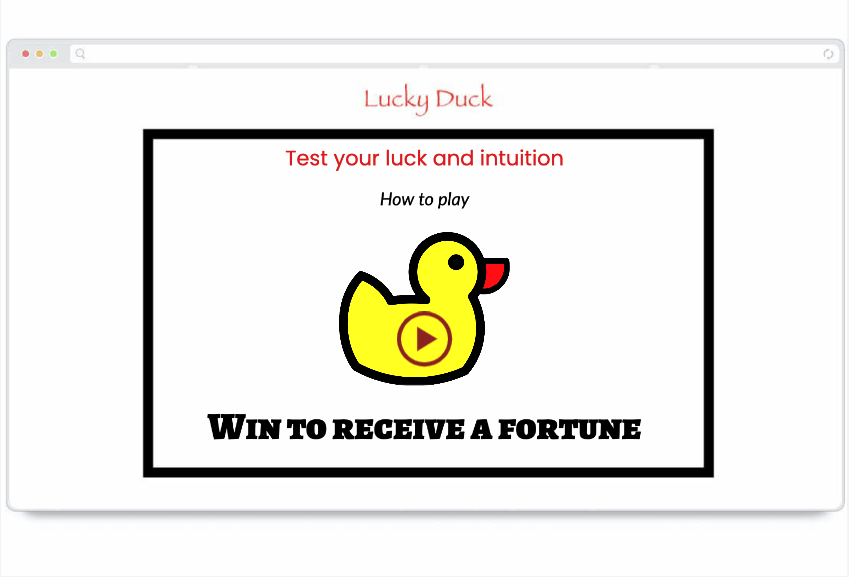 Lucky Duck
Test your luck and intuition
How to play
Win to receive a fortune